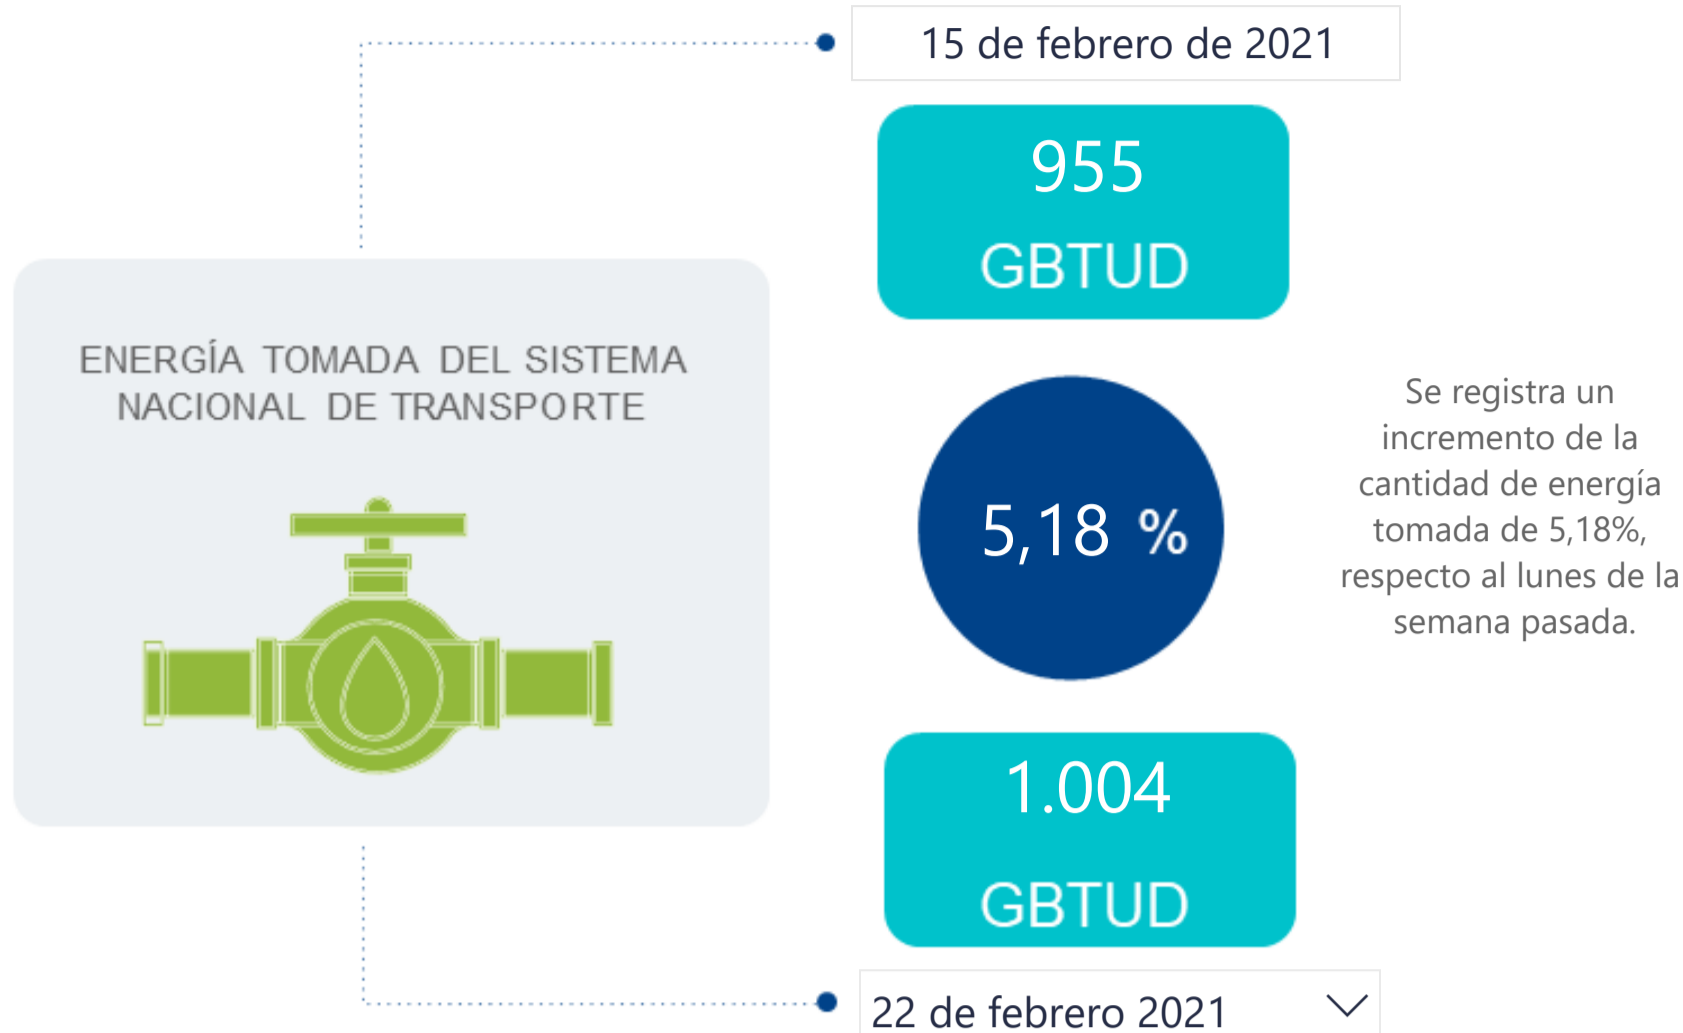 15 de febrero de 2021
955
GBTUD
ENERGÍA TOMADA DEL SISTEMA
NACIONAL DE TRANSPORTE
5,18 %
Se registra un
incremento de la
cantidad de energía
tomada de 5,18%,
respecto al lunes de la
semana pasada.
1.004
GBTUD
22 de febrero 2021